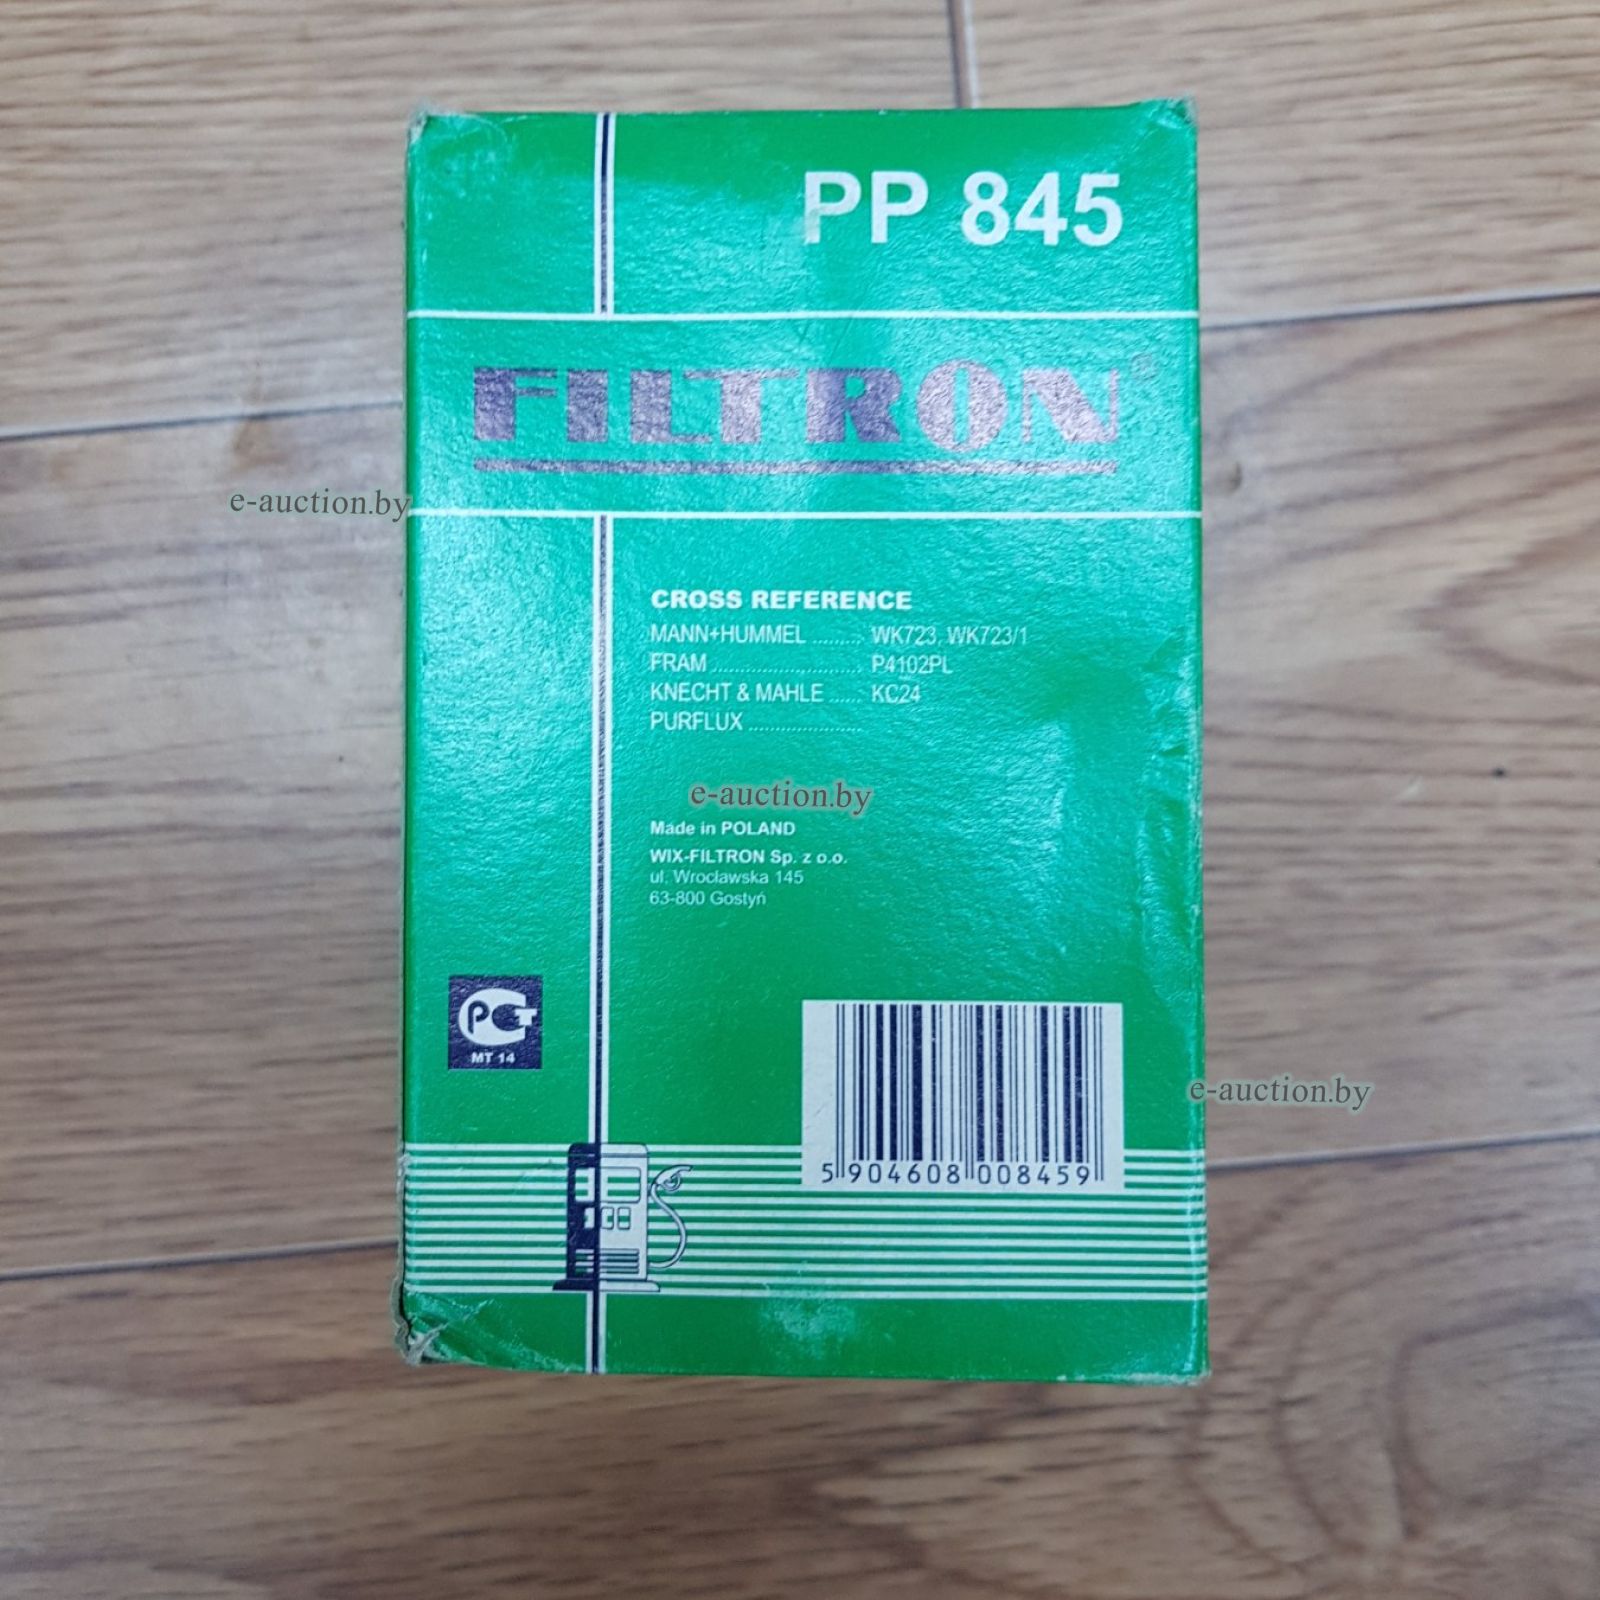 PP 845
FILTRON®
e-auction.by
CROSS REFERENCE
MANN+HUMMEL ......... WK723, WK723/1
FRAM ........................... P4102PL
KNECHT & MAHLE ...... KC24
PURFLUX .....................
e-auction.by
Made in POLAND
WIX-FILTRON Sp. z o.o.
ul. Wrocławska 145
63-800 Gostyń
РСТ
МТ 14
e-auction.by
5 904608 008459